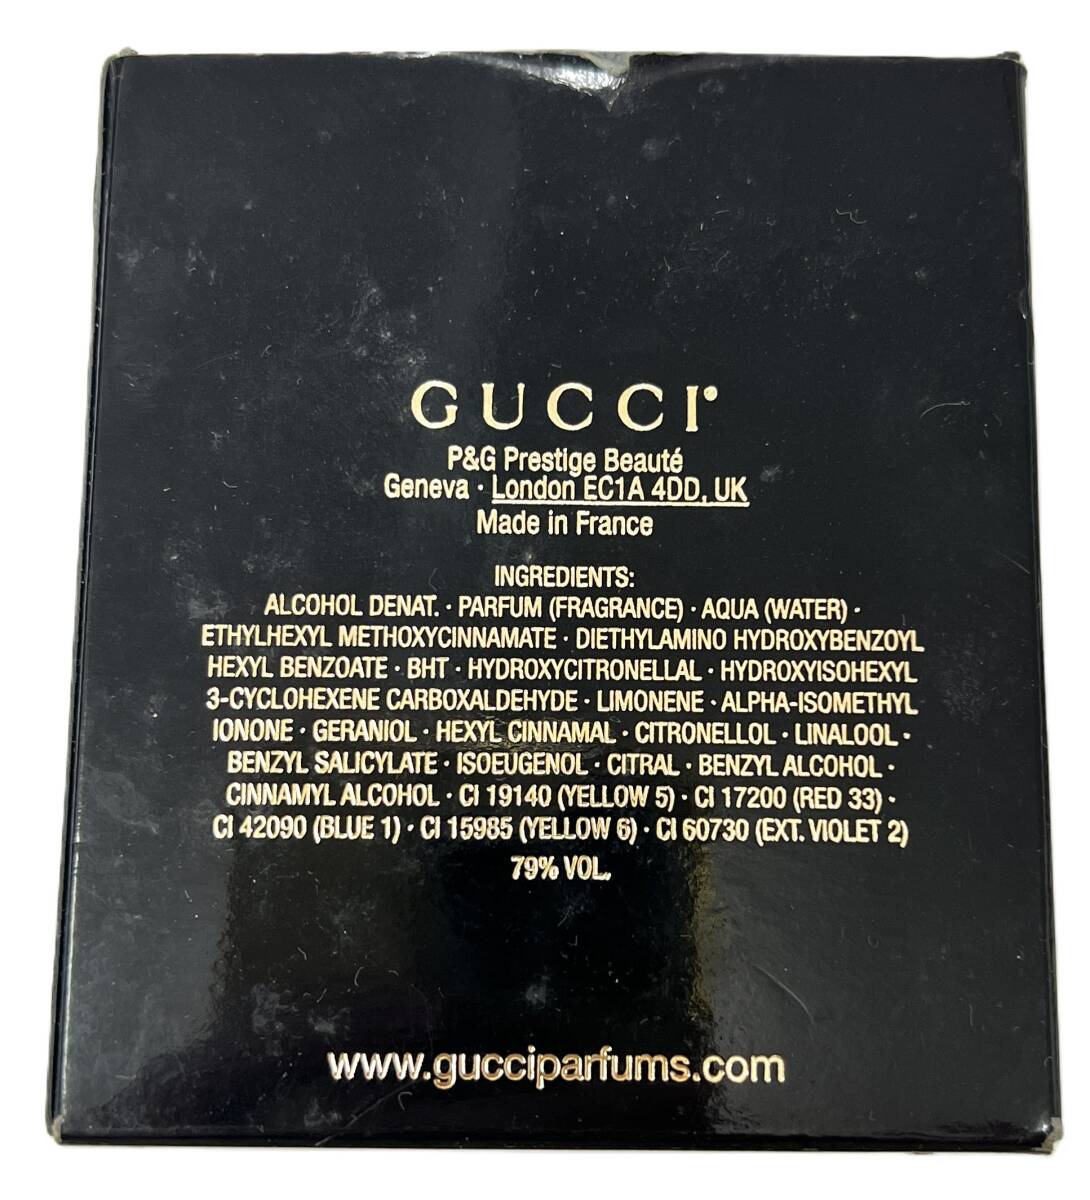 GUCCI®
P&G Prestige Beauté
Geneva · London EC1A 4DD, UK
Made in France
INGREDIENTS:
ALCOHOL DENAT. · PARFUM (FRAGRANCE) · AQUA (WATER) ·
ETHYLHEXYL METHOXYCINNAMATE · DIETHYLAMINO HYDROXYBENZOYL
HEXYL BENZOATE · BHT · HYDROXYCITRONELLAL · HYDROXYISOHEXYL
3-CYCLOHEXENE CARBOXALDEHYDE · LIMONENE · ALPHA-ISOMETHYL
IONONE · GERANIOL · HEXYL CINNAMAL · CITRONELLOL · LINALOOL ·
BENZYL SALICYLATE · ISOEUGENOL · CITRAL · BENZYL ALCOHOL ·
CINNAMYL ALCOHOL · CI 19140 (YELLOW 5) · CI 17200 (RED 33) ·
CI 42090 (BLUE 1) · CI 15985 (YELLOW 6) · CI 60730 (EXT. VIOLET 2)
79% VOL.
www.gucciparfums.com